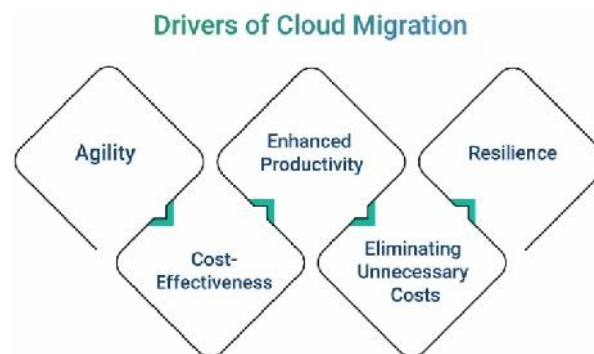 Drivers of Cloud Migration
Agility
Enhanced
Productivity
Resilience
Cost-
Effectiveness
Eliminating
Unnecessary
Costs